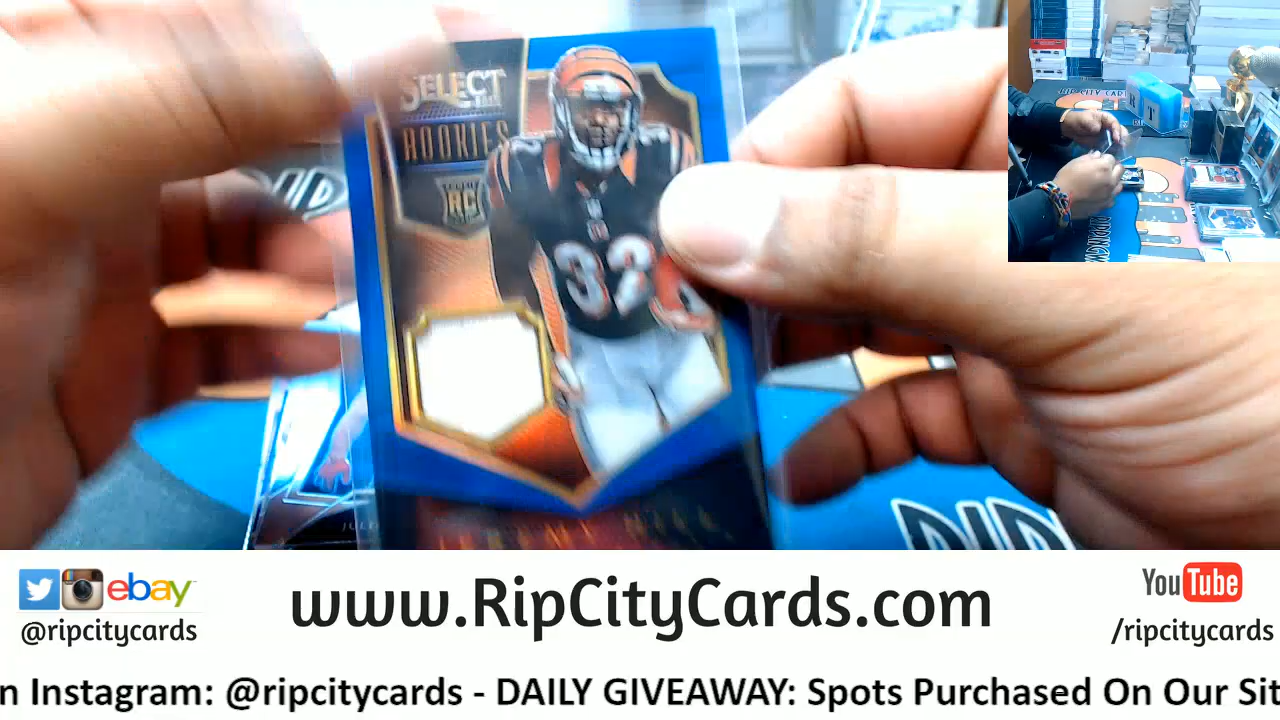 SELECT
ROOKIES
RC
32
ebay
@ripcitycards
www.RipCityCards.com
YouTube
/ripcitycards
n Instagram: @ripcitycards - DAILY GIVEAWAY: Spots Purchased On Our Sit